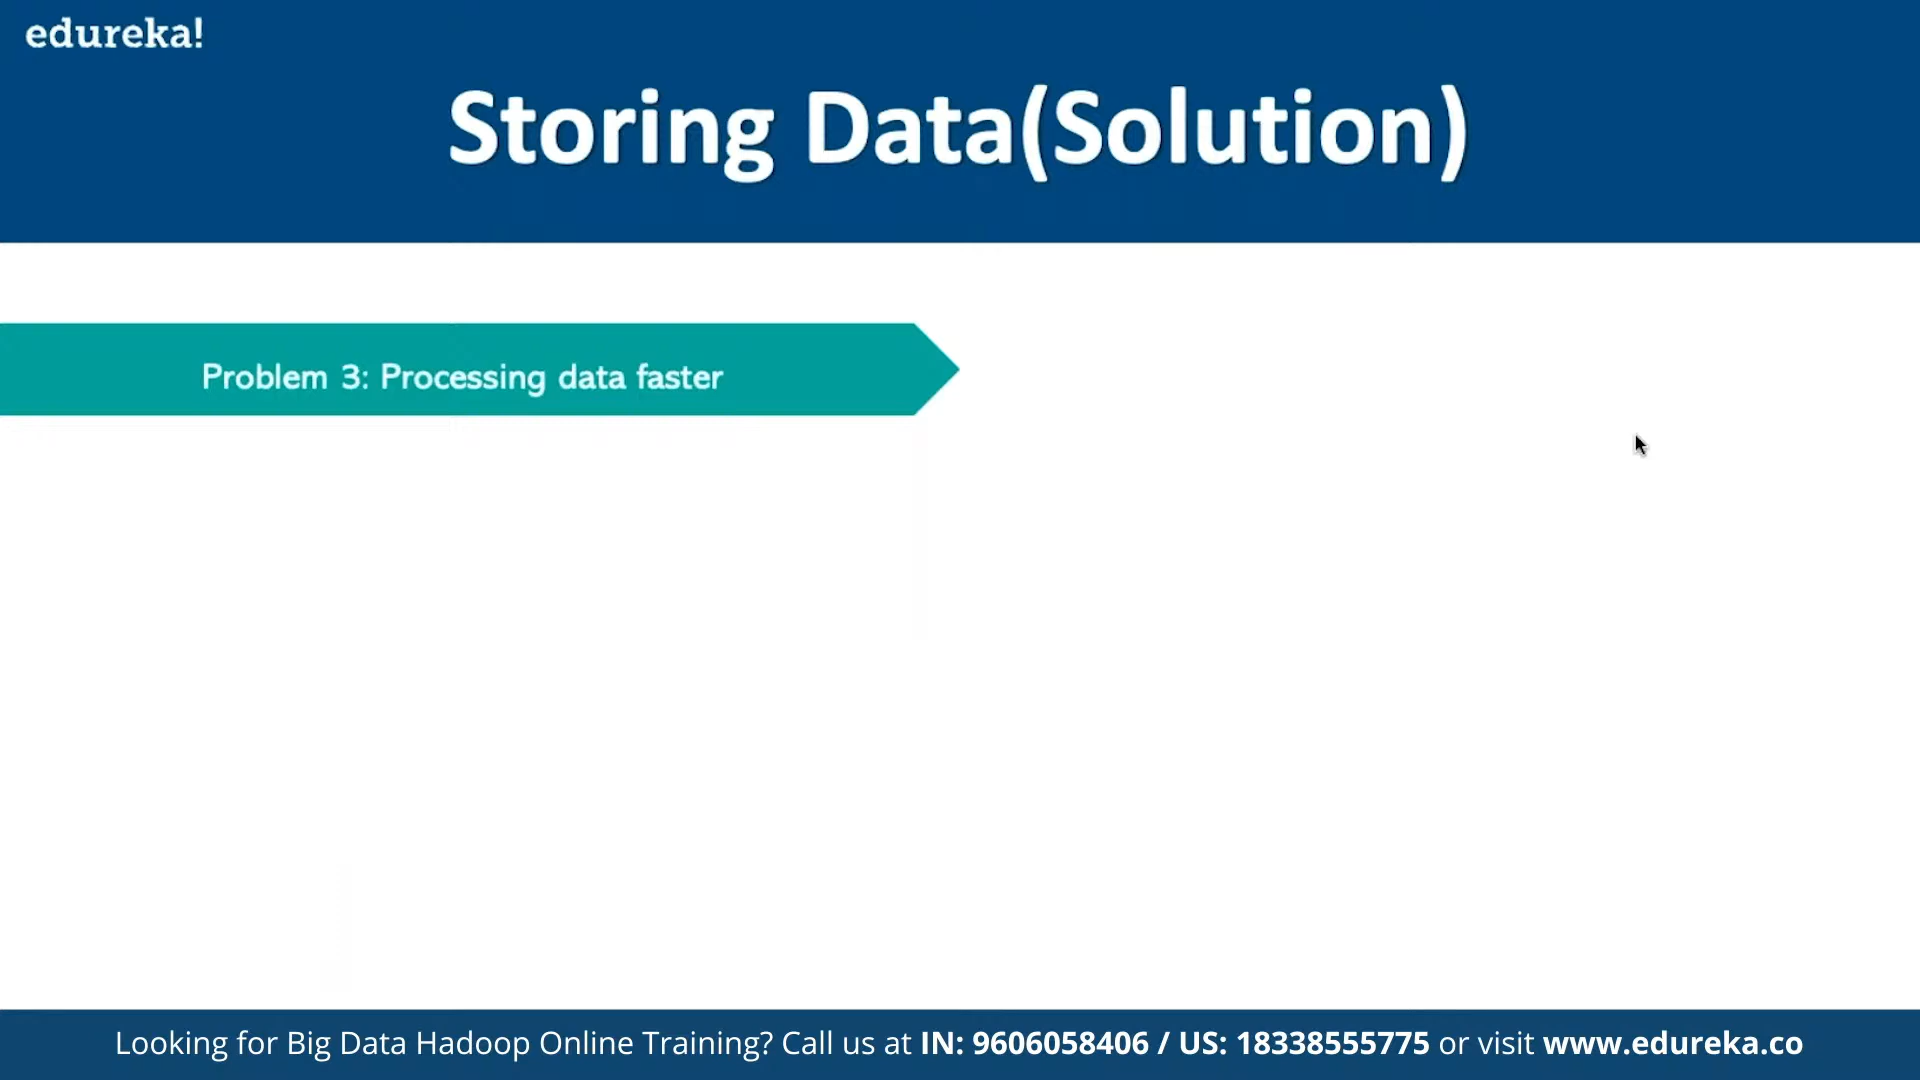 edureka!
Storing Data(Solution)
Problem 3: Processing data faster
Looking for Big Data Hadoop Online Training? Call us at IN: 9606058406 / US: 18338555775 or visit www.edureka.co